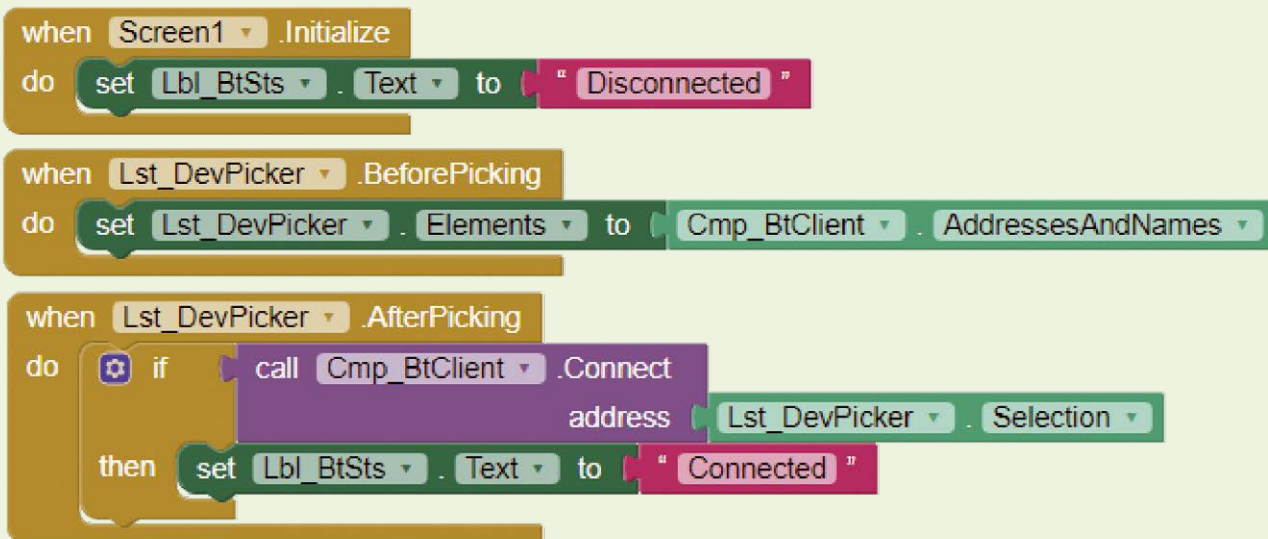 when Screen1 .Initialize
do set Lbl_BtSts . Text to " Disconnected "
when Lst_DevPicker .BeforePicking
do set Lst_DevPicker . Elements to Cmp_BtClient . AddressesAndNames
when Lst_DevPicker .AfterPicking
do if call Cmp_BtClient .Connect
address Lst_DevPicker . Selection
then set Lbl_BtSts . Text to " Connected "